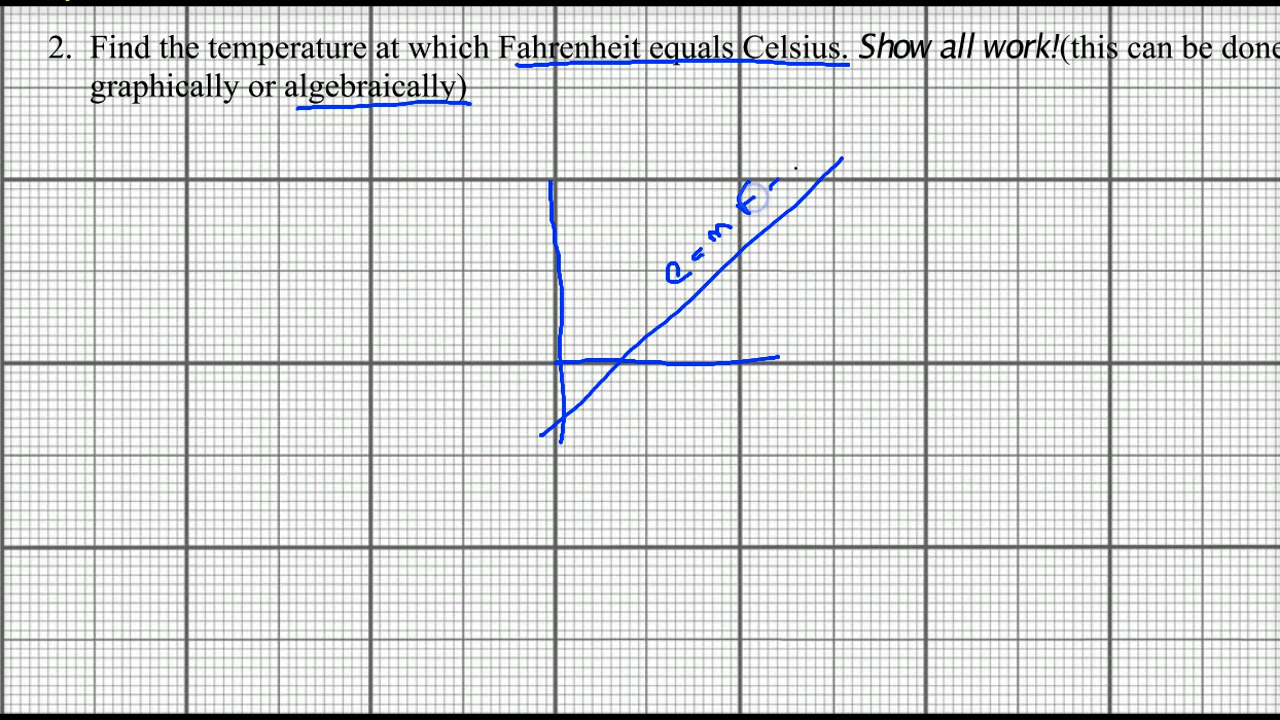 2. Find the temperature at which Fahrenheit equals Celsius. Show all work!(this can be done
graphically or algebraically)